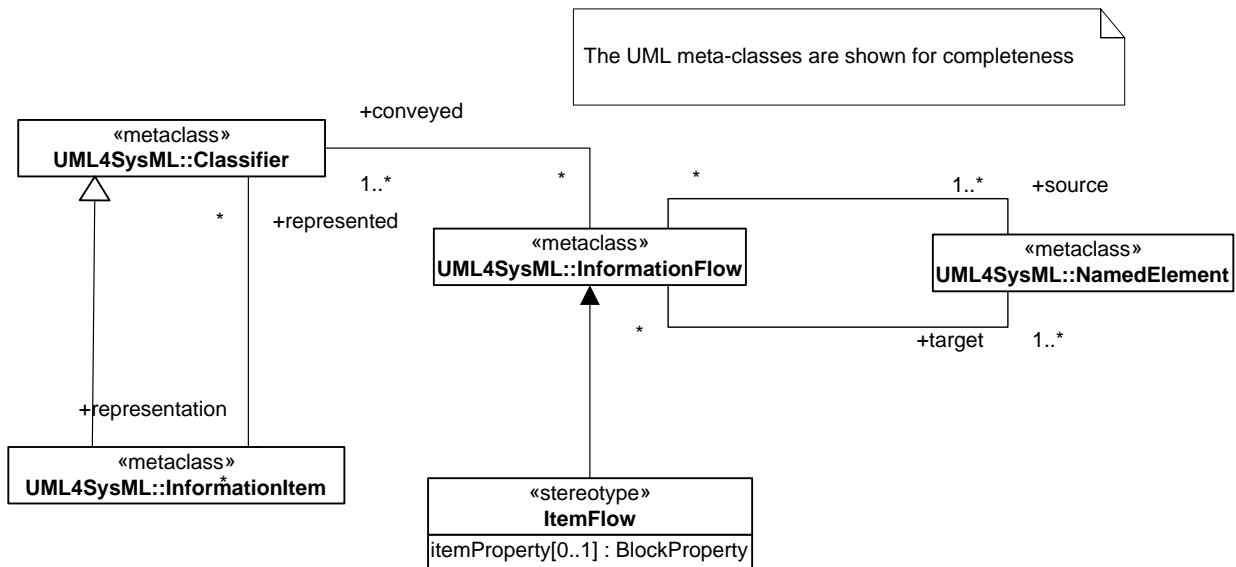 The UML meta-classes are shown for completeness
+conveyed
«metaclass»
UML4SysML::Classifier
1..*
*
*
1..*
+source
*
+represented
«metaclass»
UML4SysML::InformationFlow
«metaclass»
UML4SysML::NamedElement
*
+target
1..*
+representation
«metaclass»
UML4SysML::InformationItem
*
«stereotype»
ItemFlow
itemProperty[0..1] : BlockProperty